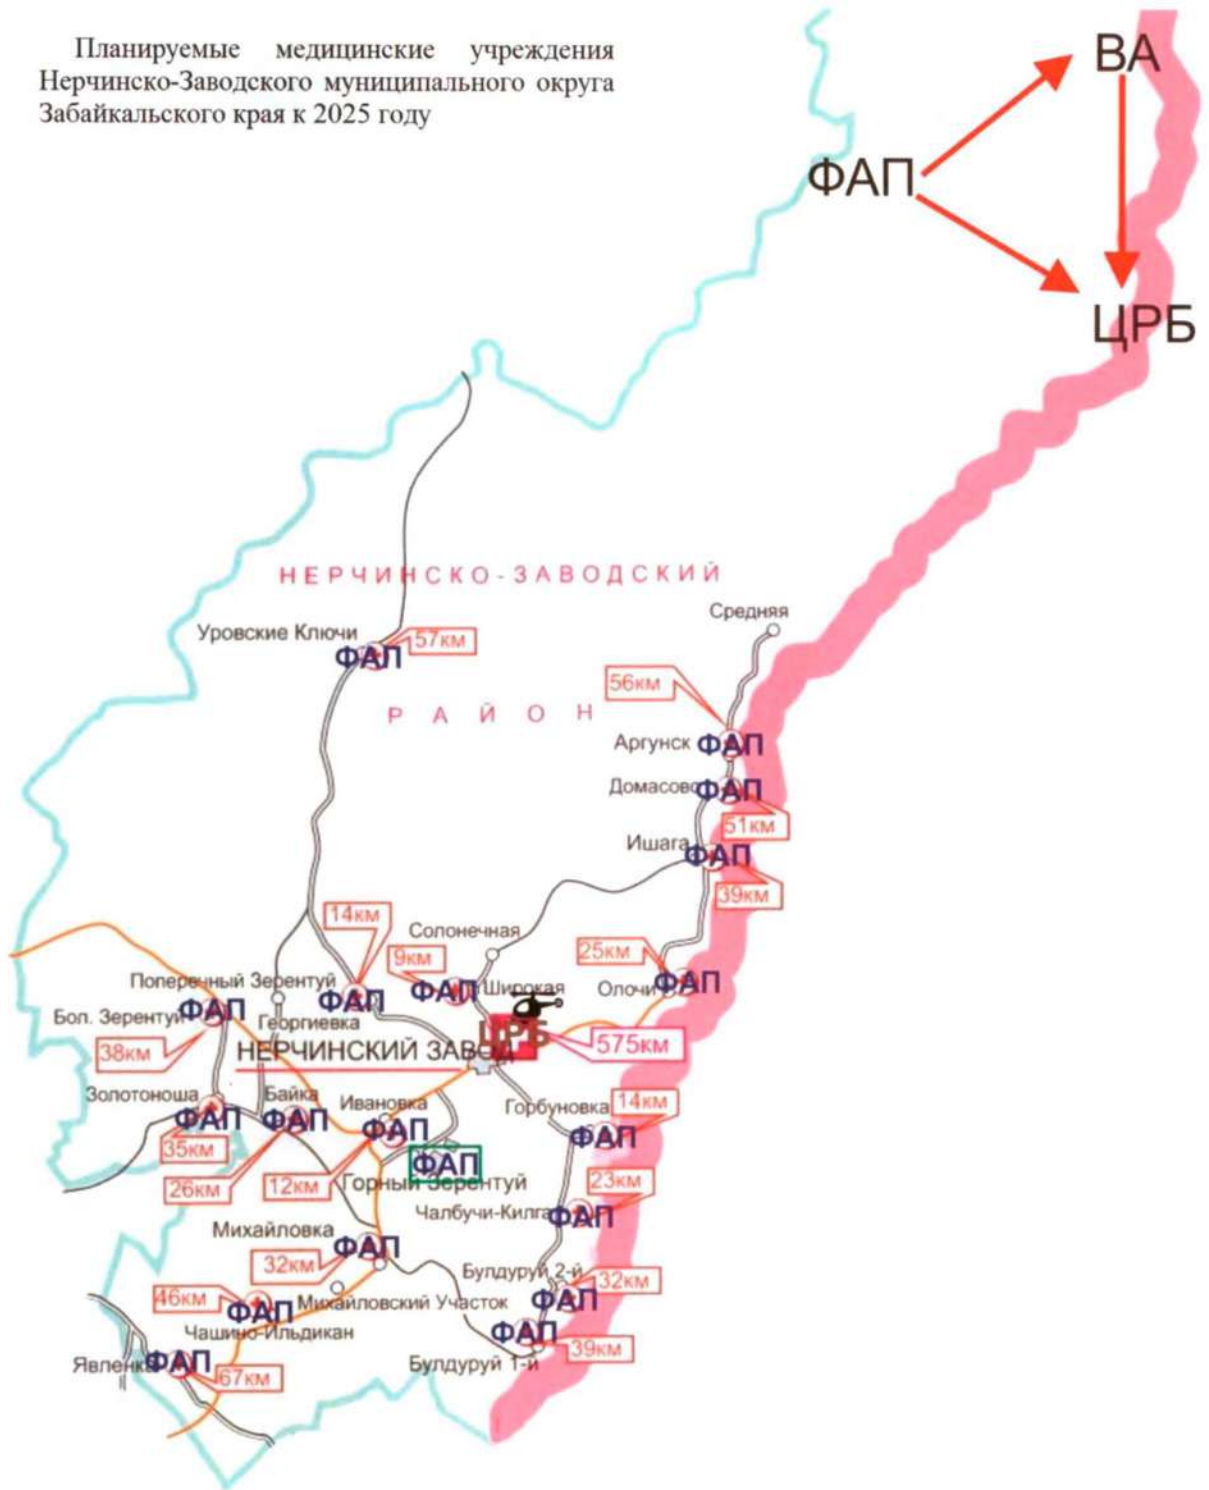 Планируемые медицинские учреждения
Нерчинско-Заводского муниципального округа
Забайкальского края к 2025 году
ВА
ФАП
ЦРБ
НЕРЧИНСКО-ЗАВОДСКИЙ
РАЙОН
Средняя
Уровские Ключи
57км
ФАП
56км
Аргунск ФАП
Домасово ФАП
51км
Ишага
ФАП
39км
14км
Солонечная
9км
25км
Поперечный Зерентуй
ФАП
ФАП
Широкая
Олочи
ФАП
Бол. Зерентуй
ФАП
Георгиевка
38км
НЕРЧИНСКИЙ ЗАВОД
ЦРБ
575км
Золотоноша
ФАП
35км
Байка
ФАП
26км
Ивановка
ФАП
12км
Горбуновка
14км
ФАП
ФАП
Горный Зерентуй
23км
Чалбучи-Килга
ФАП
Михайловка
ФАП
32км
Булдуруй 2-й
32км
ФАП
46км
ФАП
Михайловский Участок
Чашино-Ильдикан
ФАП
39км
Булдуруй 1-й
Явленка
ФАП
67км